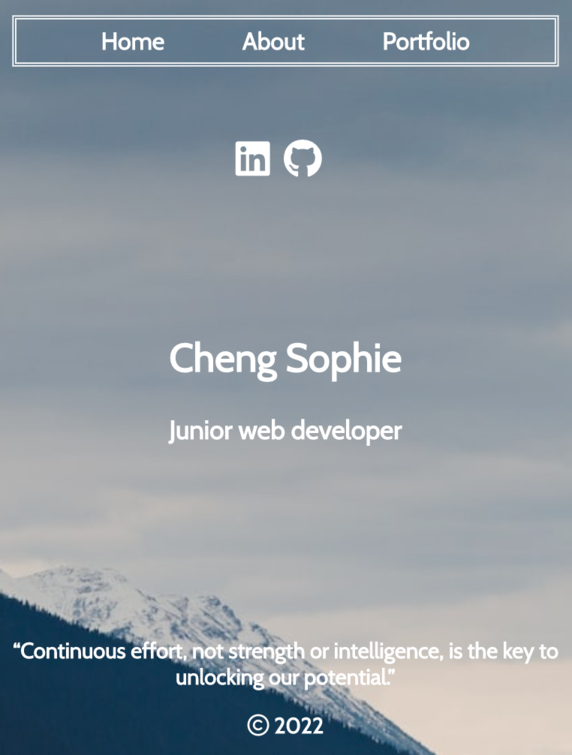 Home About Portfolio
in
Cheng Sophie
Junior web developer
“Continuous effort, not strength or intelligence, is the key to
unlocking our potential.”
© 2022